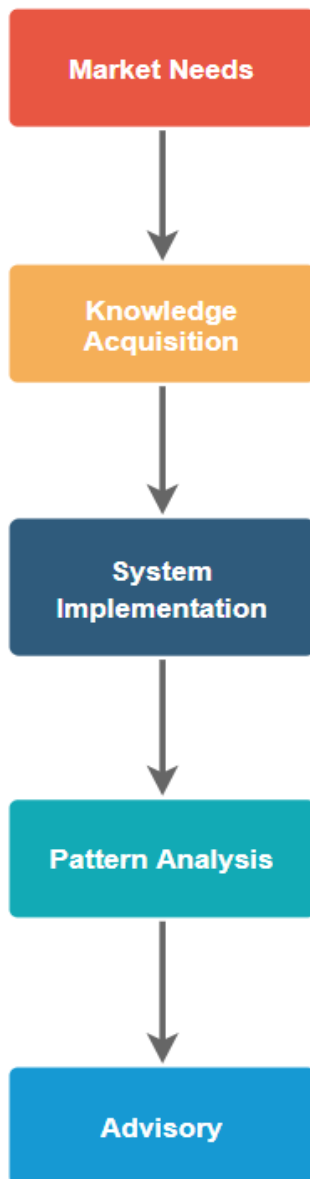 Market Needs
Knowledge
Acquisition
System
Implementation
Pattern Analysis
Advisory